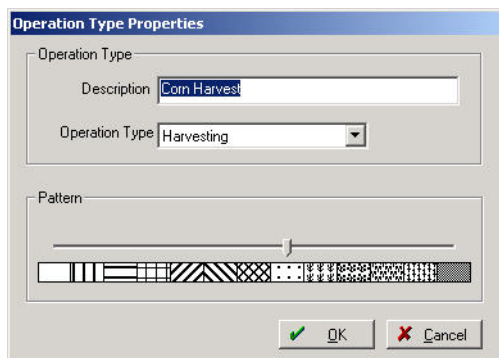 Operation Type Properties
Operation Type
Description Corn Harvest
Operation Type Harvesting
Pattern
OK Cancel